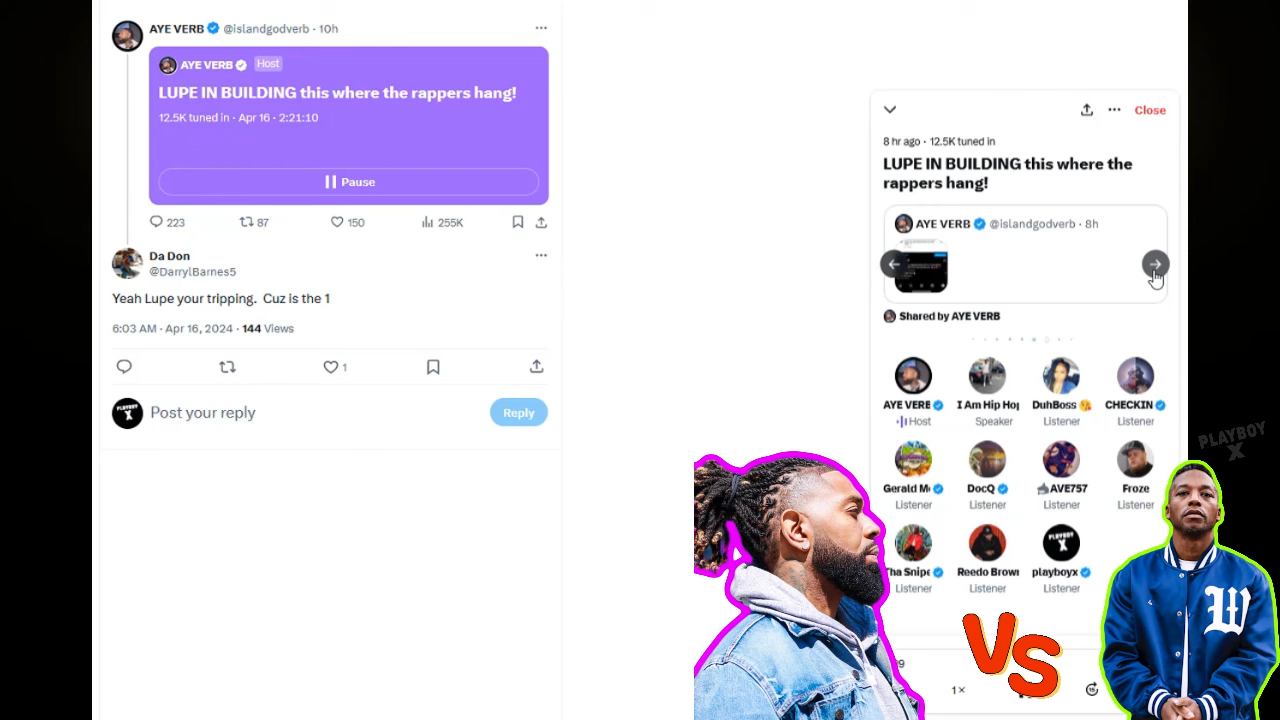 AYE VERB @islandgodverb · 10h
AYE VERB Host
LUPE IN BUILDING this where the rappers hang!
12.5K tuned in · Apr 16 · 2:21:10
Pause
223 87 150 255K
Da Don
@DarrylBarnes5
Yeah Lupe your tripping. Cuz is the 1
6:03 AM · Apr 16, 2024 · 144 Views
1
PLAYBOY X
Post your reply
Reply
Close
8 hr ago · 12.5K tuned in
LUPE IN BUILDING this where the
rappers hang!
AYE VERB @islandgodverb · 8h
Shared by AYE VERB
AYE VERB I Am Hip Hop DuhBoss 😘 CHECKIN
Host Speaker Listener Listener
Gerald Mc DocQ 🦈AVE757 Froze
Listener Listener Listener Listener
PLAYBOY X
Tha Snipe Reedo Brown playboyx
Listener Listener Listener
1×
15
VS
W
PLAYBOY
X